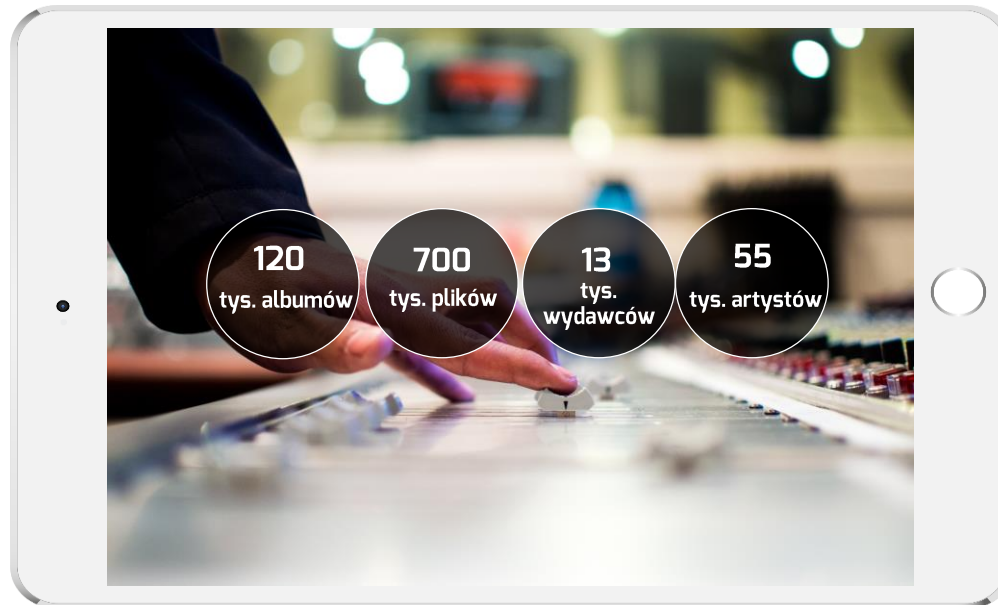 120
tys. albumów
700
tys. plików
13
tys.
wydawców
55
tys. artystów